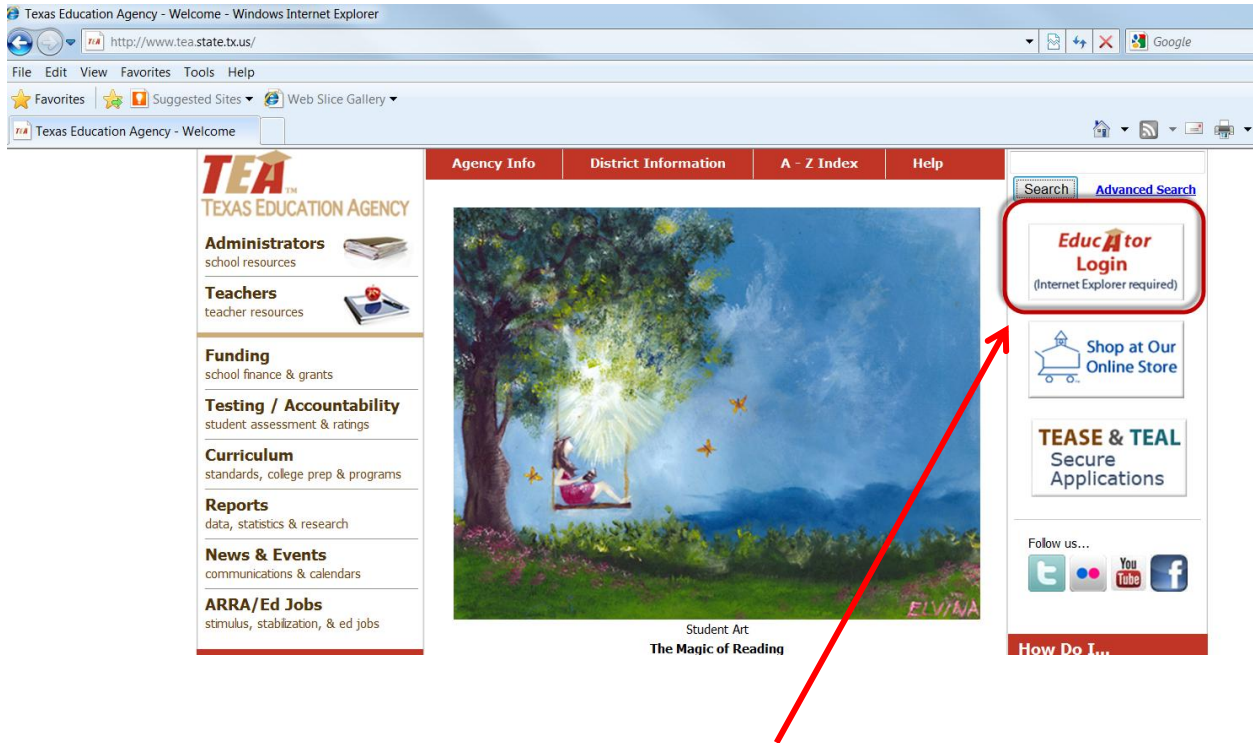 Texas Education Agency - Welcome - Windows Internet Explorer
TEA http://www.tea.state.tx.us/
Google
File Edit View Favorites Tools Help
Favorites Suggested Sites Web Slice Gallery
TEA Texas Education Agency - Welcome
TEA TM
TEXAS EDUCATION AGENCY
Agency Info District Information A - Z Index Help
Search Advanced Search
Administrators
school resources
Teachers
teacher resources
Funding
school finance & grants
Testing / Accountability
student assessment & ratings
Curriculum
standards, college prep & programs
Reports
data, statistics & research
News & Events
communications & calendars
ARRA/Ed Jobs
stimulus, stabilization, & ed jobs
ELVINA
Student Art
The Magic of Reading
Educator
Login
(Internet Explorer required)
Shop at Our
Online Store
TEASE & TEAL
Secure
Applications
Follow us...
t You Tube f
How Do I...